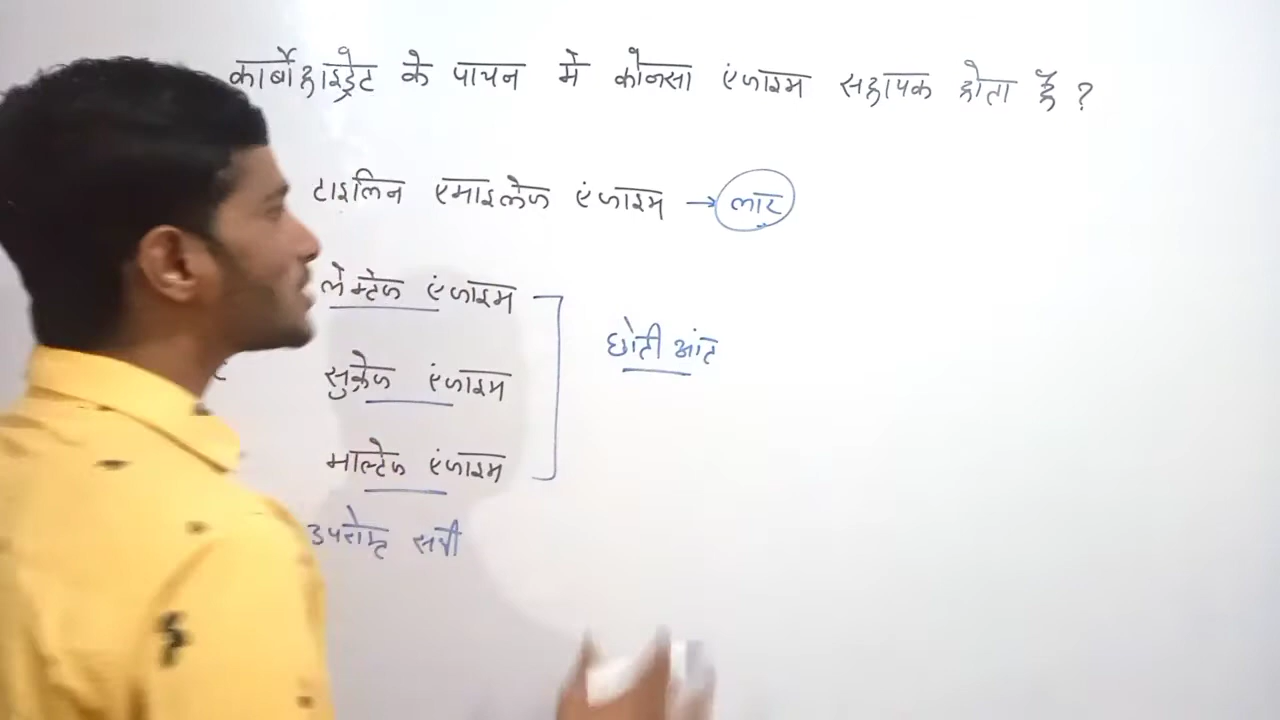 कार्बोहाइड्रेट के पाचन में कौनसा एंजाइम सहायक होता है ?
टाइलिन एमाइलेज एंजाइम → लार
लेक्टेज एंजाइम
छोटी आंत
सुक्रेज एंजाइम
माल्टेज एंजाइम
उपरोक्त सभी